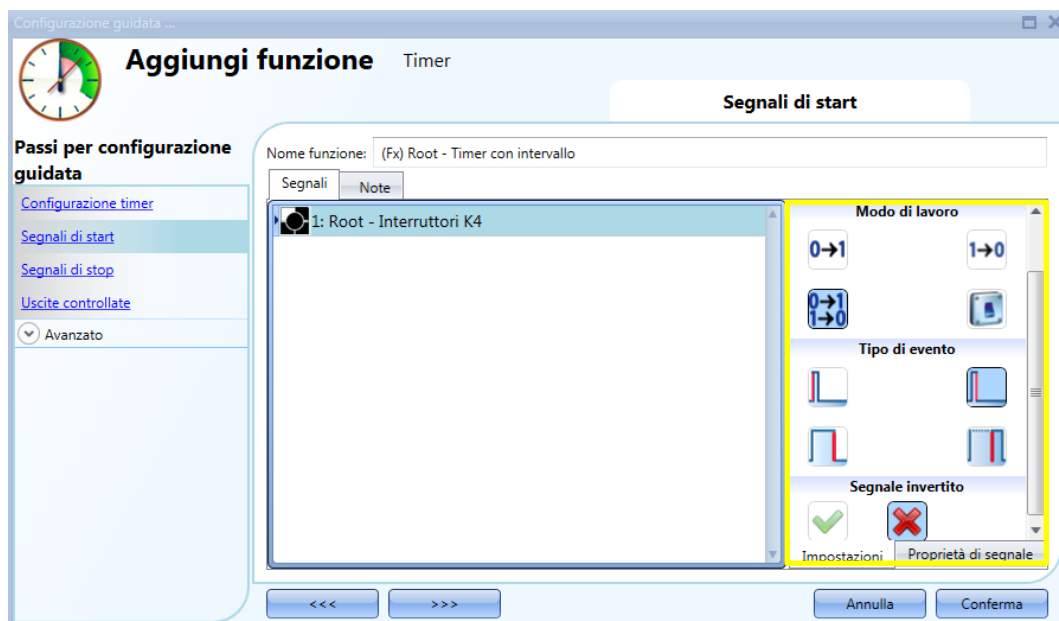 Configurazione guidata ...
Aggiungi funzione Timer
Segnali di start
Passi per configurazione
guidata
Configurazione timer
Segnali di start
Segnali di stop
Uscite controllate
Avanzato
Nome funzione: (Fx) Root - Timer con intervallo
Segnali Note
1: Root - Interruttori K4
Modo di lavoro
0→1 1→0
0→1
1→0
Tipo di evento
Segnale invertito
Impostazioni Proprietà di segnale
<<< >>> Annulla Conferma